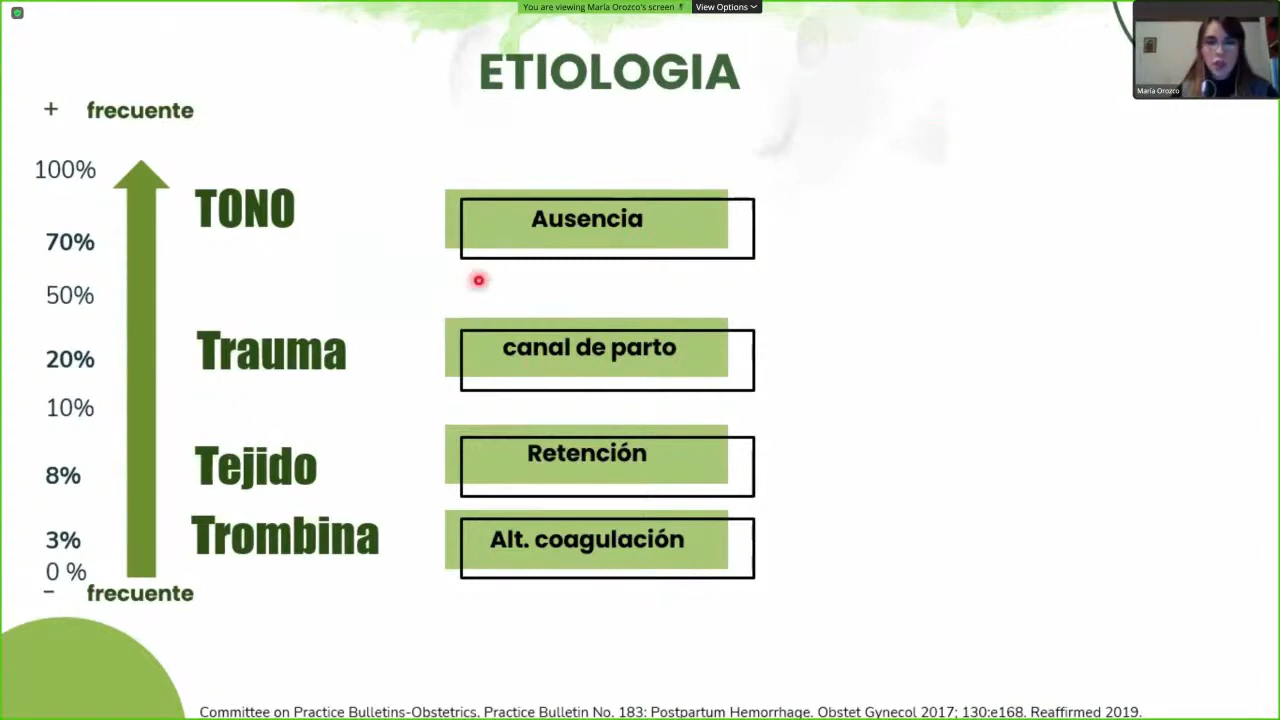 You are viewing María Orozco's screen
View Options
María Orozco
ETIOLOGIA
+ frecuente
100%
TONO
Ausencia
70%
50%
Trauma
canal de parto
20%
10%
Tejido
Retención
8%
Trombina
Alt. coagulación
3%
0 %
− frecuente
Committee on Practice Bulletins-Obstetrics. Practice Bulletin No. 183: Postpartum Hemorrhage. Obstet Gynecol 2017; 130:e168. Reaffirmed 2019.